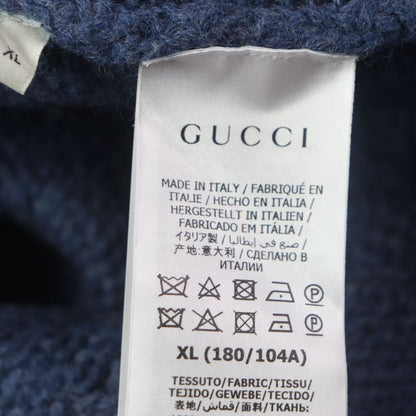 XL
GUCCI
MADE IN ITALY / FABRIQUÉ EN
ITALIE / HECHO EN ITALIA /
HERGESTELLT IN ITALIEN /
FABRICADO EM ITÁLIA /
イタリア製 / صنع في إيطاليا /
产地:意大利 / СДЕЛАНО В
ИТАЛИИ
XL (180/104A)
TESSUTO/FABRIC/TISSU/
TEJIDO/GEWEBE/TECIDO/
表地/قماش/面料/ТКАНЬ: